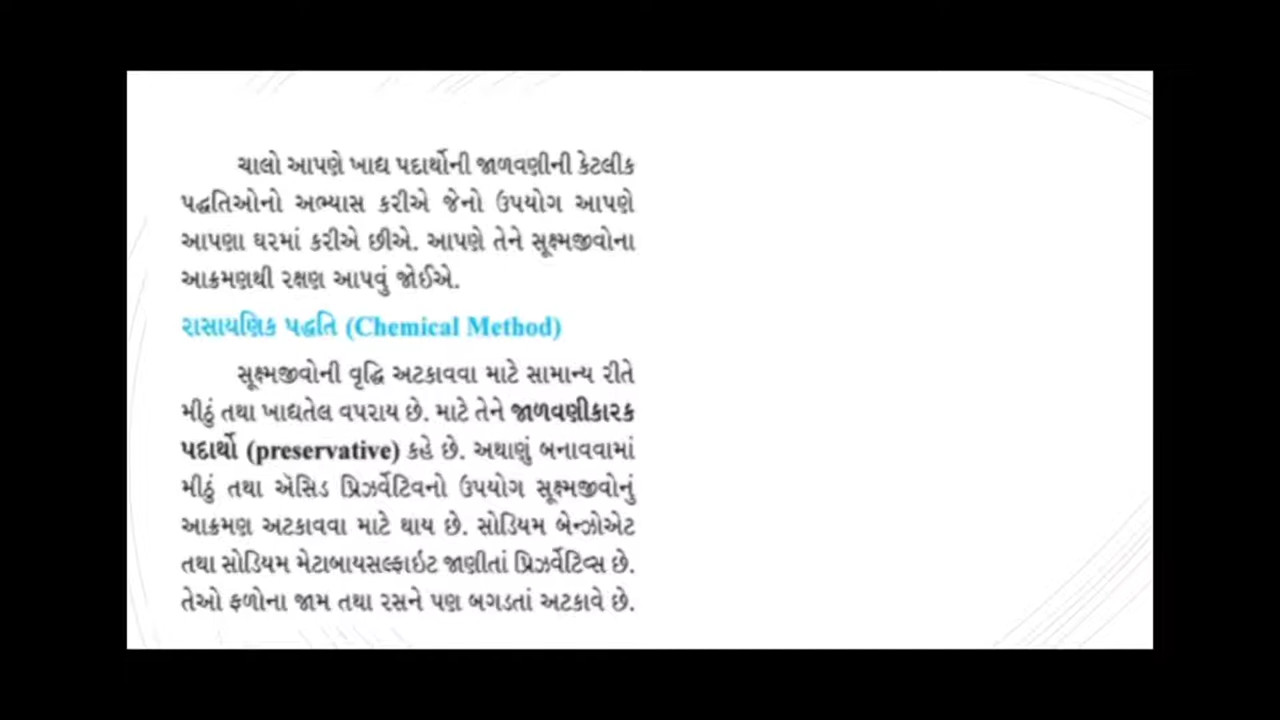 ચાલો આપણે ખાદ્ય પદાર્થોની જાળવણીની કેટલીક
પદ્ધતિઓનો અભ્યાસ કરીએ જેનો ઉપયોગ આપણે
આપણા ઘરમાં કરીએ છીએ. આપણે તેને સૂક્ષ્મજીવોના
આક્રમણથી રક્ષણ આપવું જોઈએ.
રાસાયણિક પદ્ધતિ (Chemical Method)
સૂક્ષ્મજીવોની વૃદ્ધિ અટકાવવા માટે સામાન્ય રીતે
મીઠું તથા ખાદ્યતેલ વપરાય છે. માટે તેને જાળવણીકારક
પદાર્થો (preservative) કહે છે. અથાણું બનાવવામાં
મીઠું તથા ઍસિડ પ્રિઝર્વેટિવનો ઉપયોગ સૂક્ષ્મજીવોનું
આક્રમણ અટકાવવા માટે થાય છે. સોડિયમ બેન્ઝોએટ
તથા સોડિયમ મેટાબાયસલ્ફાઇટ જાણીતાં પ્રિઝર્વેટિવ્સ છે.
તેઓ ફળોના જામ તથા રસને પણ બગડતાં અટકાવે છે.